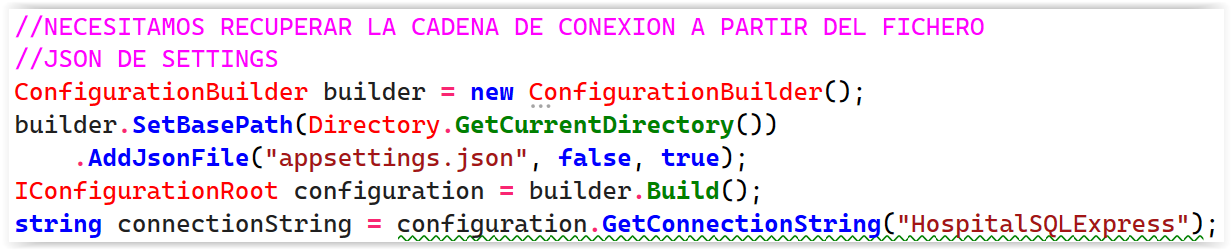 //NECESITAMOS RECUPERAR LA CADENA DE CONEXION A PARTIR DEL FICHERO
//JSON DE SETTINGS
ConfigurationBuilder builder = new ConfigurationBuilder();
builder.SetBasePath(Directory.GetCurrentDirectory())
    .AddJsonFile("appsettings.json", false, true);
IConfigurationRoot configuration = builder.Build();
string connectionString = configuration.GetConnectionString("HospitalSQLExpress");